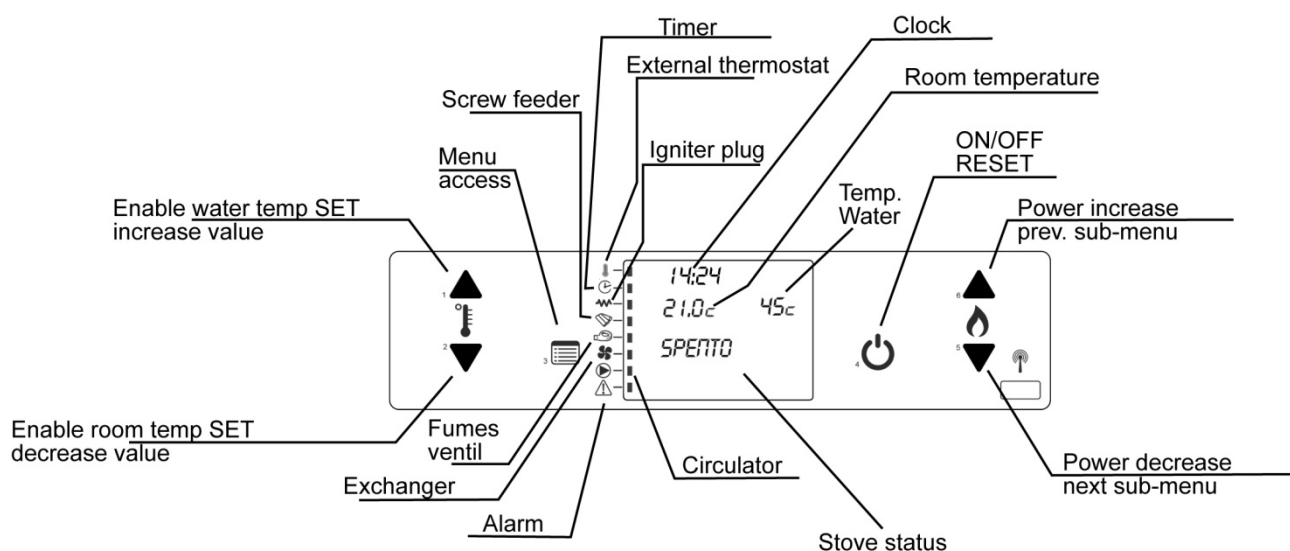 Timer
Clock
External thermostat
Room temperature
Screw feeder
Igniter plug
ON/OFF
RESET
Menu
access
Temp.
Water
Enable water temp SET
increase value
Power increase
prev. sub-menu
1
6
14:24
21.0c
45c
SPENTO
2
3
4
5
Enable room temp SET
decrease value
Fumes
ventil
Circulator
Power decrease
next sub-menu
Exchanger
Alarm
Stove status